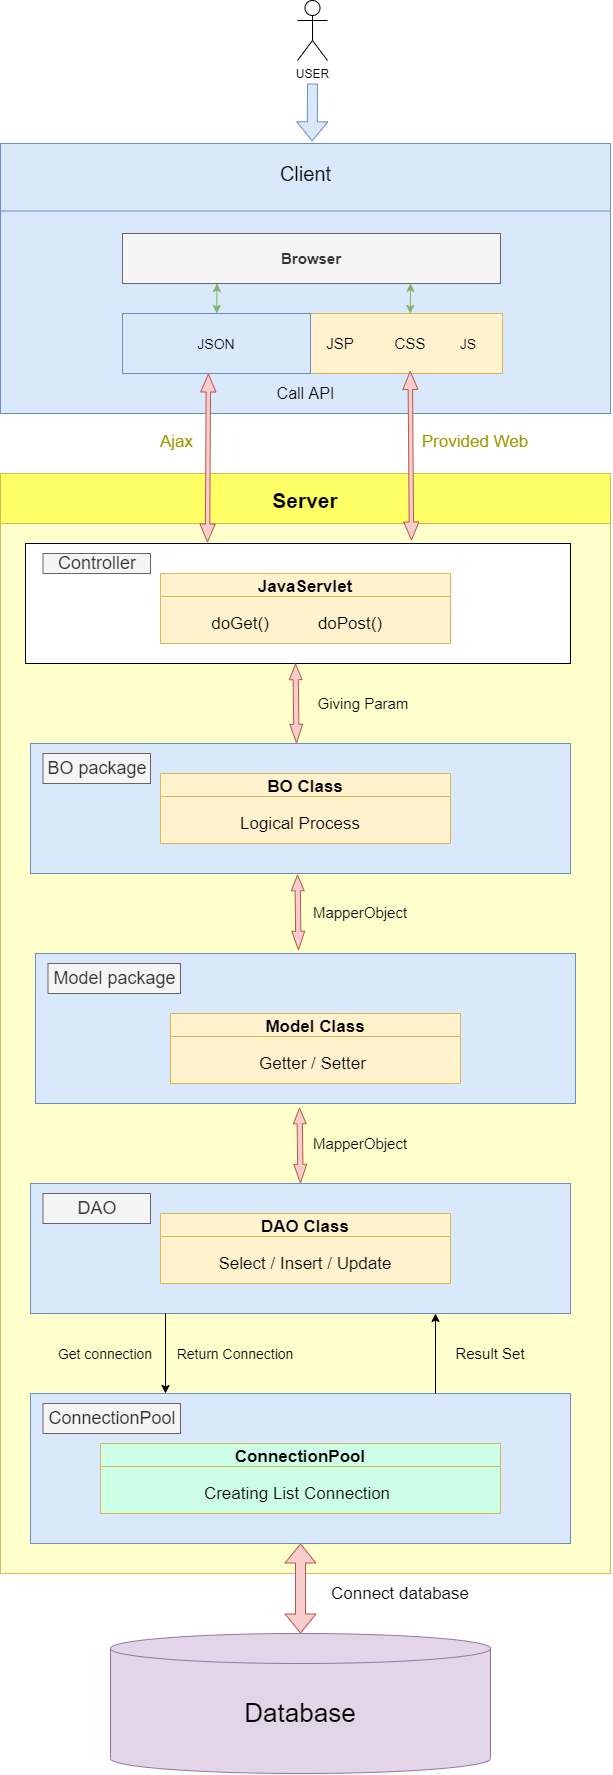 USER
Client
Browser
JSON
JSP CSS JS
Call API
Ajax
Provided Web
Server
Controller
JavaServlet
doGet() doPost()
Giving Param
BO package
BO Class
Logical Process
MapperObject
Model package
Model Class
Getter / Setter
MapperObject
DAO
DAO Class
Select / Insert / Update
Get connection
Return Connection
Result Set
ConnectionPool
ConnectionPool
Creating List Connection
Connect database
Database